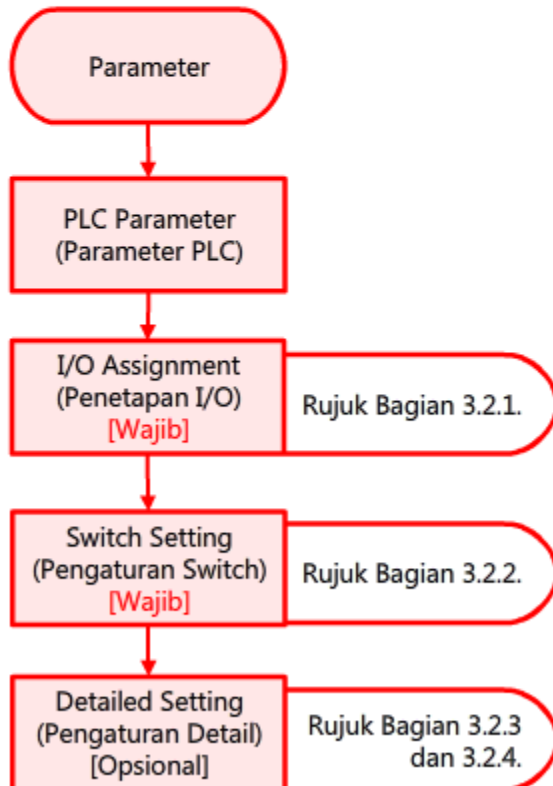 Parameter
PLC Parameter
(Parameter PLC)
I/O Assignment
(Penetapan I/O)
[Wajib]
Rujuk Bagian 3.2.1.
Switch Setting
(Pengaturan Switch)
[Wajib]
Rujuk Bagian 3.2.2.
Detailed Setting
(Pengaturan Detail)
[Opsional]
Rujuk Bagian 3.2.3
dan 3.2.4.